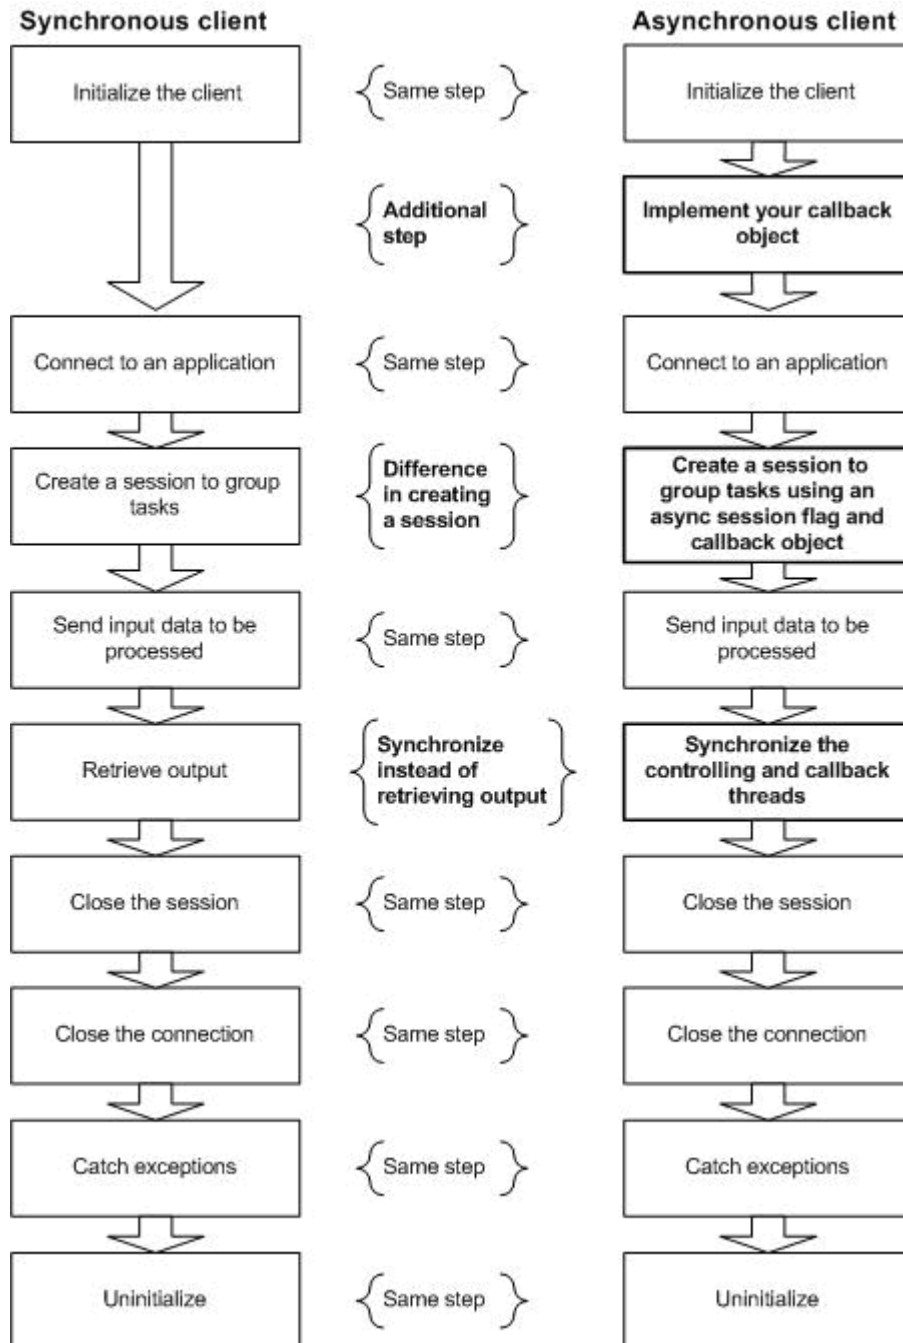 Synchronous client
Asynchronous client
Initialize the client
Same step
Initialize the client
Additional
step
Implement your callback
object
Connect to an application
Same step
Connect to an application
Create a session to group
tasks
Difference
in creating
a session
Create a session to
group tasks using an
async session flag and
callback object
Send input data to be
processed
Same step
Send input data to be
processed
Retrieve output
Synchronize
instead of
retrieving output
Synchronize the
controlling and callback
threads
Close the session
Same step
Close the session
Close the connection
Same step
Close the connection
Catch exceptions
Same step
Catch exceptions
Uninitialize
Same step
Uninitialize